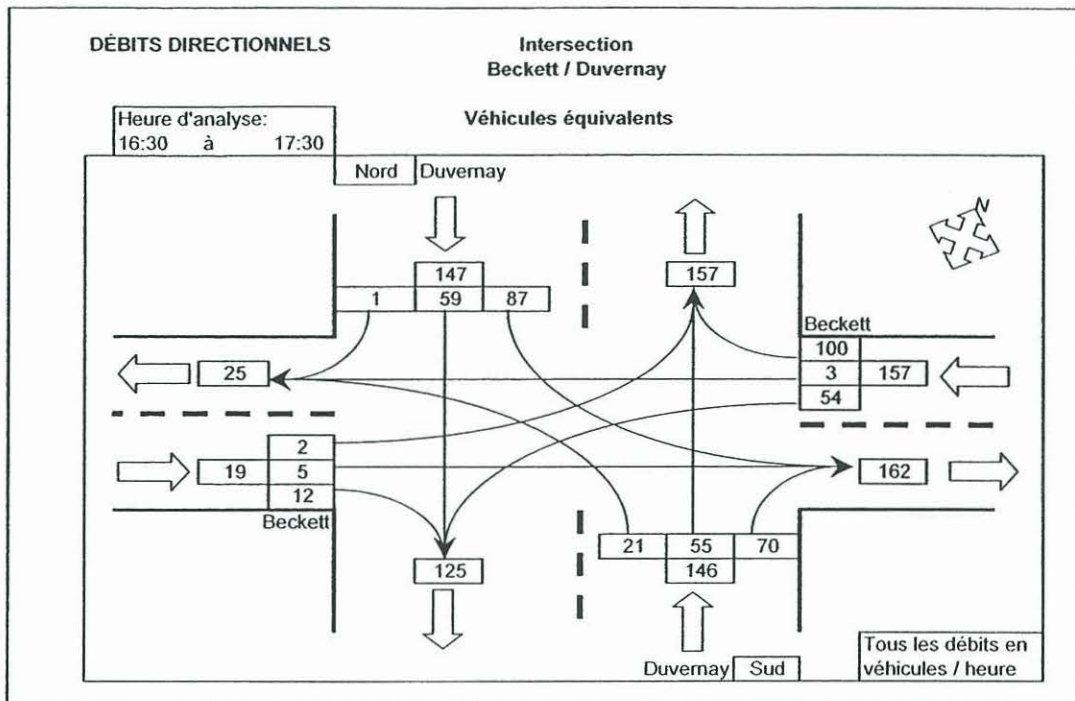 DÉBITS DIRECTIONNELS
Intersection
Beckett / Duvernay
Heure d'analyse:
16:30 à 17:30
Véhicules équivalents
Nord Duvernay
N
147
1 59 87
157
Beckett
100
3 157
54
25
2
19 5
12
Beckett
162
21 55 70
146
125
Duvernay Sud
Tous les débits en
véhicules / heure